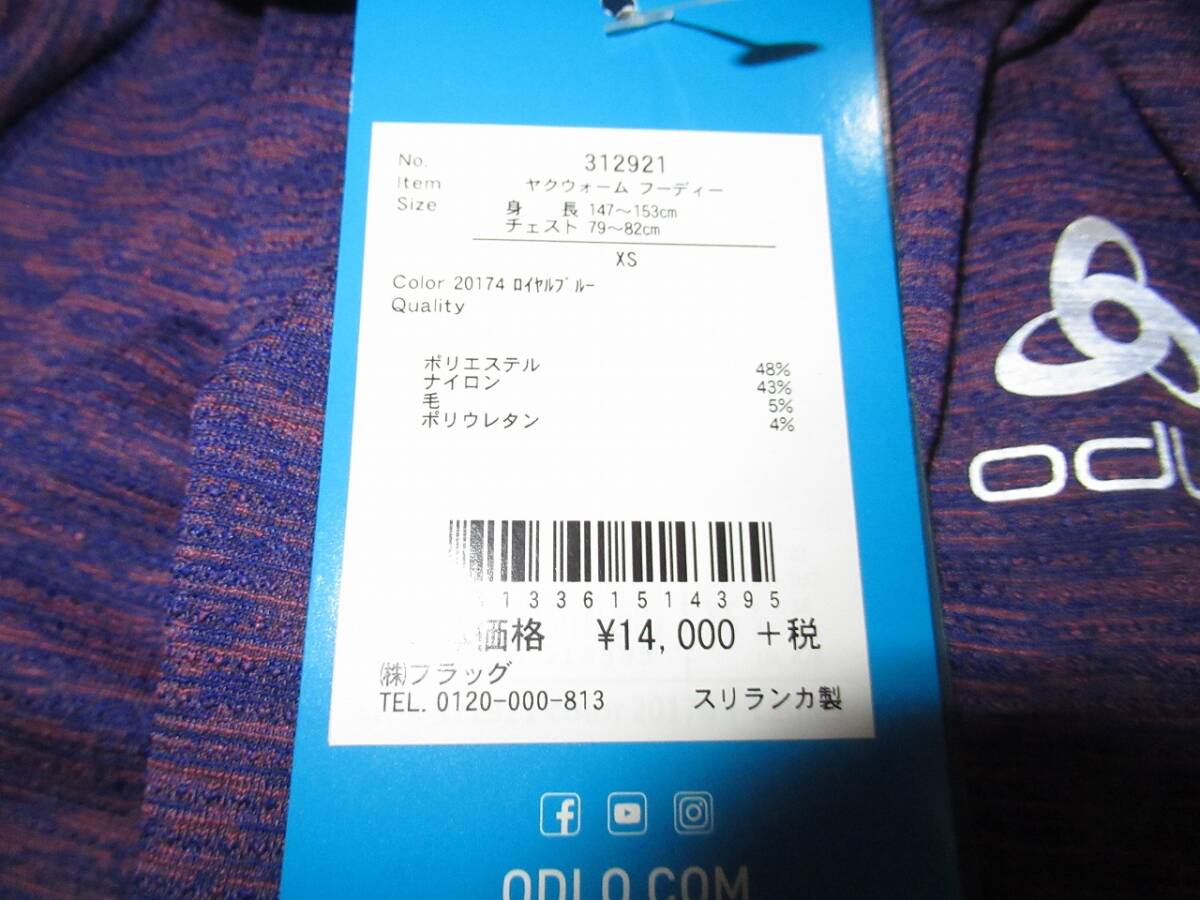 No. 312921
Item ヤクウォーム フーディー
Size 身 長 147～153cm
チェスト 79～82cm
XS
Color 20174 ﾛｲﾔﾙﾌﾞﾙｰ
Quality
ポリエステル 48%
ナイロン 43%
毛 5%
ポリウレタン 4%
13361514395
価格 ¥14,000 +税
㈱フラッグ
TEL. 0120-000-813 スリランカ製
ODLO.COM
odl